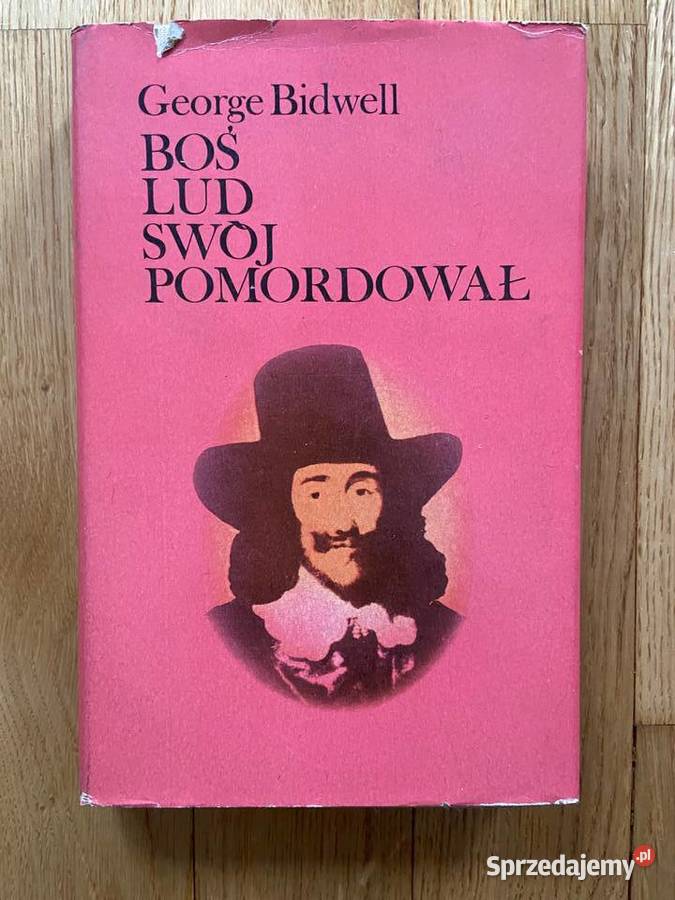 George Bidwell
BOŚ
LUD
SWÓJ
POMORDOWAŁ
Sprzedajemy.pl